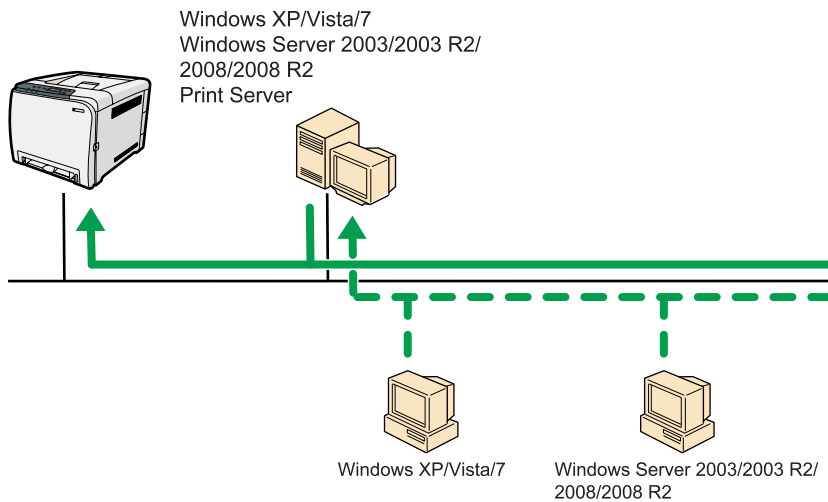 Windows XP/Vista/7
Windows Server 2003/2003 R2/
2008/2008 R2
Print Server
Windows XP/Vista/7
Windows Server 2003/2003 R2/
2008/2008 R2